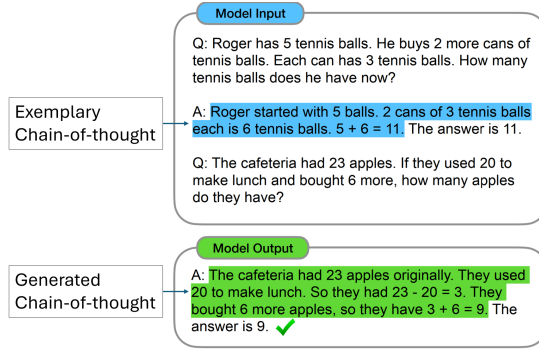 Model Input
Q: Roger has 5 tennis balls. He buys 2 more cans of
tennis balls. Each can has 3 tennis balls. How many
tennis balls does he have now?
Exemplary
Chain-of-thought
A: Roger started with 5 balls. 2 cans of 3 tennis balls
each is 6 tennis balls. 5 + 6 = 11. The answer is 11.
Q: The cafeteria had 23 apples. If they used 20 to
make lunch and bought 6 more, how many apples
do they have?
Model Output
Generated
Chain-of-thought
A: The cafeteria had 23 apples originally. They used
20 to make lunch. So they had 23 - 20 = 3. They
bought 6 more apples, so they have 3 + 6 = 9. The
answer is 9.